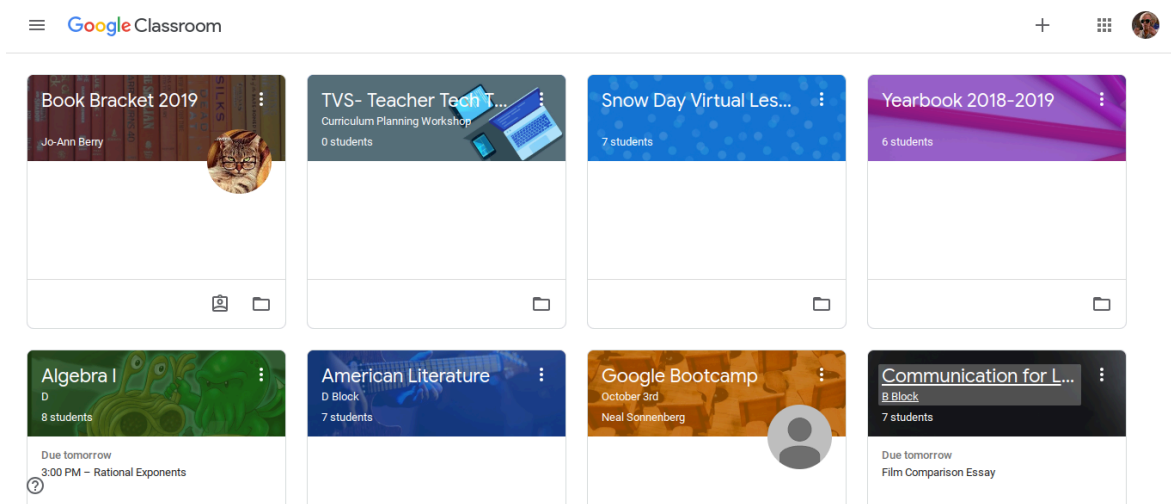 Google Classroom
Book Bracket 2019
Jo-Ann Berry
TVS- Teacher Tech T...
Curriculum Planning Workshop
0 students
Snow Day Virtual Les...
7 students
Yearbook 2018-2019
6 students
Algebra I
D
8 students
Due tomorrow
3:00 PM – Rational Exponents
American Literature
D Block
7 students
Google Bootcamp
October 3rd
Neal Sonnenberg
Communication for L...
B Block
7 students
Due tomorrow
Film Comparison Essay